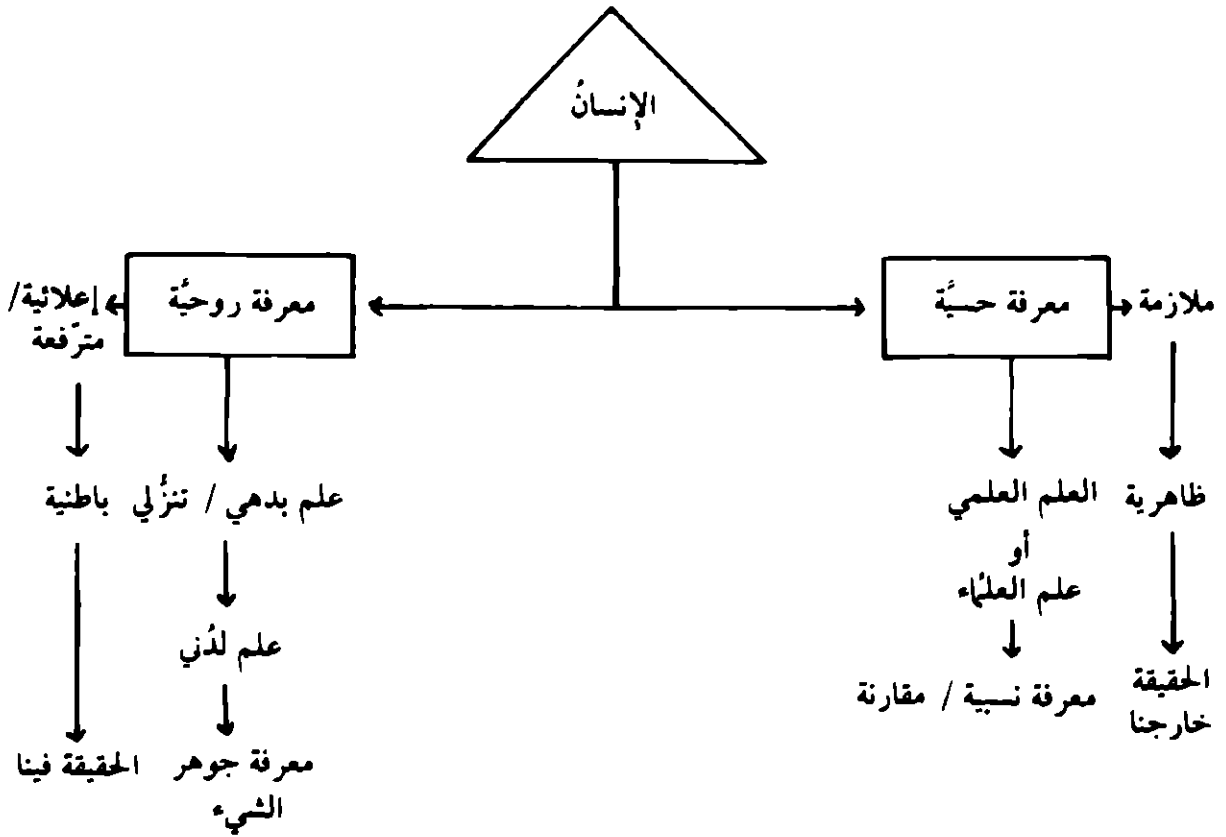 الإنسانُ
ملازمة
معرفة حسيَّة
معرفة روحيَّة
إعلائية/
مترّفعة
ظاهرية
العلم العلمي
أو
علم العلماء
علم بدهي / تنزُّلي
باطنية
علم لدُني
الحقيقة
خارجنا
معرفة نسبية / مقارنة
معرفة جوهر
الشيء
الحقيقة فينا